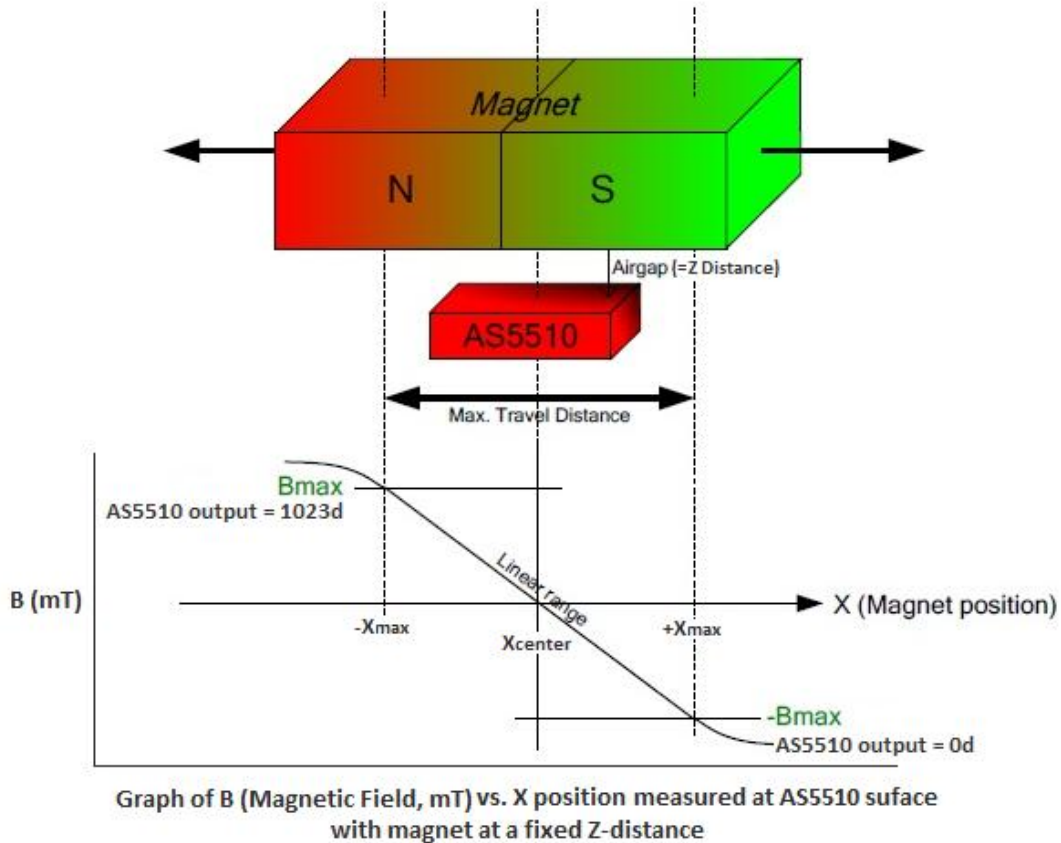 Magnet
N
S
Airgap (=Z Distance)
AS5510
Max. Travel Distance
Bmax
AS5510 output = 1023d
Linear range
B (mT)
X (Magnet position)
-Xmax
Xcenter
+Xmax
-Bmax
AS5510 output = 0d
Graph of B (Magnetic Field, mT) vs. X position measured at AS5510 suface
with magnet at a fixed Z-distance